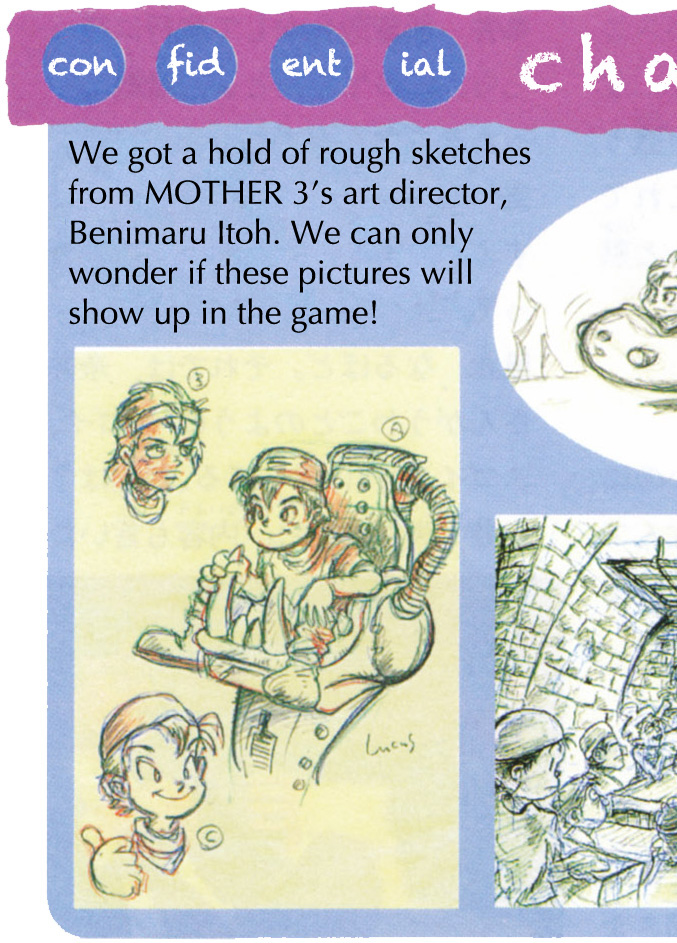 con fid ent ial cha
We got a hold of rough sketches
from MOTHER 3's art director,
Benimaru Itoh. We can only
wonder if these pictures will
show up in the game!
B
A
Lucas
C